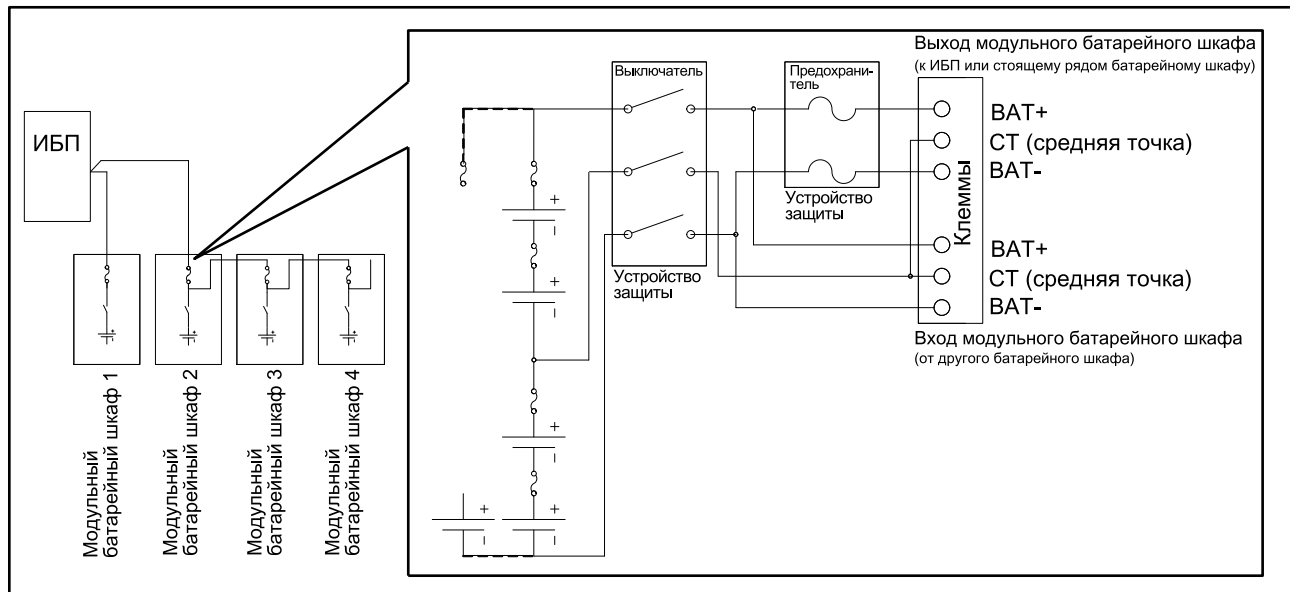 ИБП
Модульный
батарейный шкаф 1
Модульный
батарейный шкаф 2
Модульный
батарейный шкаф 3
Модульный
батарейный шкаф 4
Выключатель
Устройство
защиты
Предохрани-
тель
Устройство
защиты
Выход модульного батарейного шкафа
(к ИБП или стоящему рядом батарейному шкафу)
Клеммы
BAT+
СТ (средняя точка)
BAT-
BAT+
СТ (средняя точка)
BAT-
Вход модульного батарейного шкафа
(от другого батарейного шкафа)